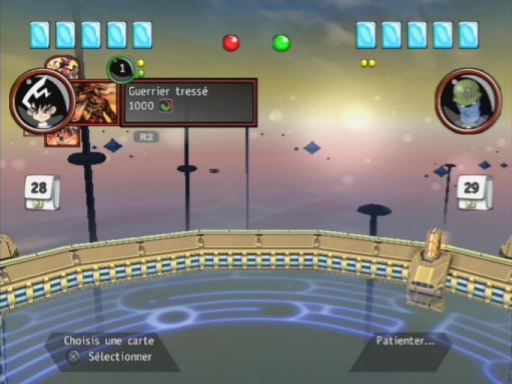 1
Guerrier tressé
1000
R2
28
29
Choisis une carte
Sélectionner
Patienter...